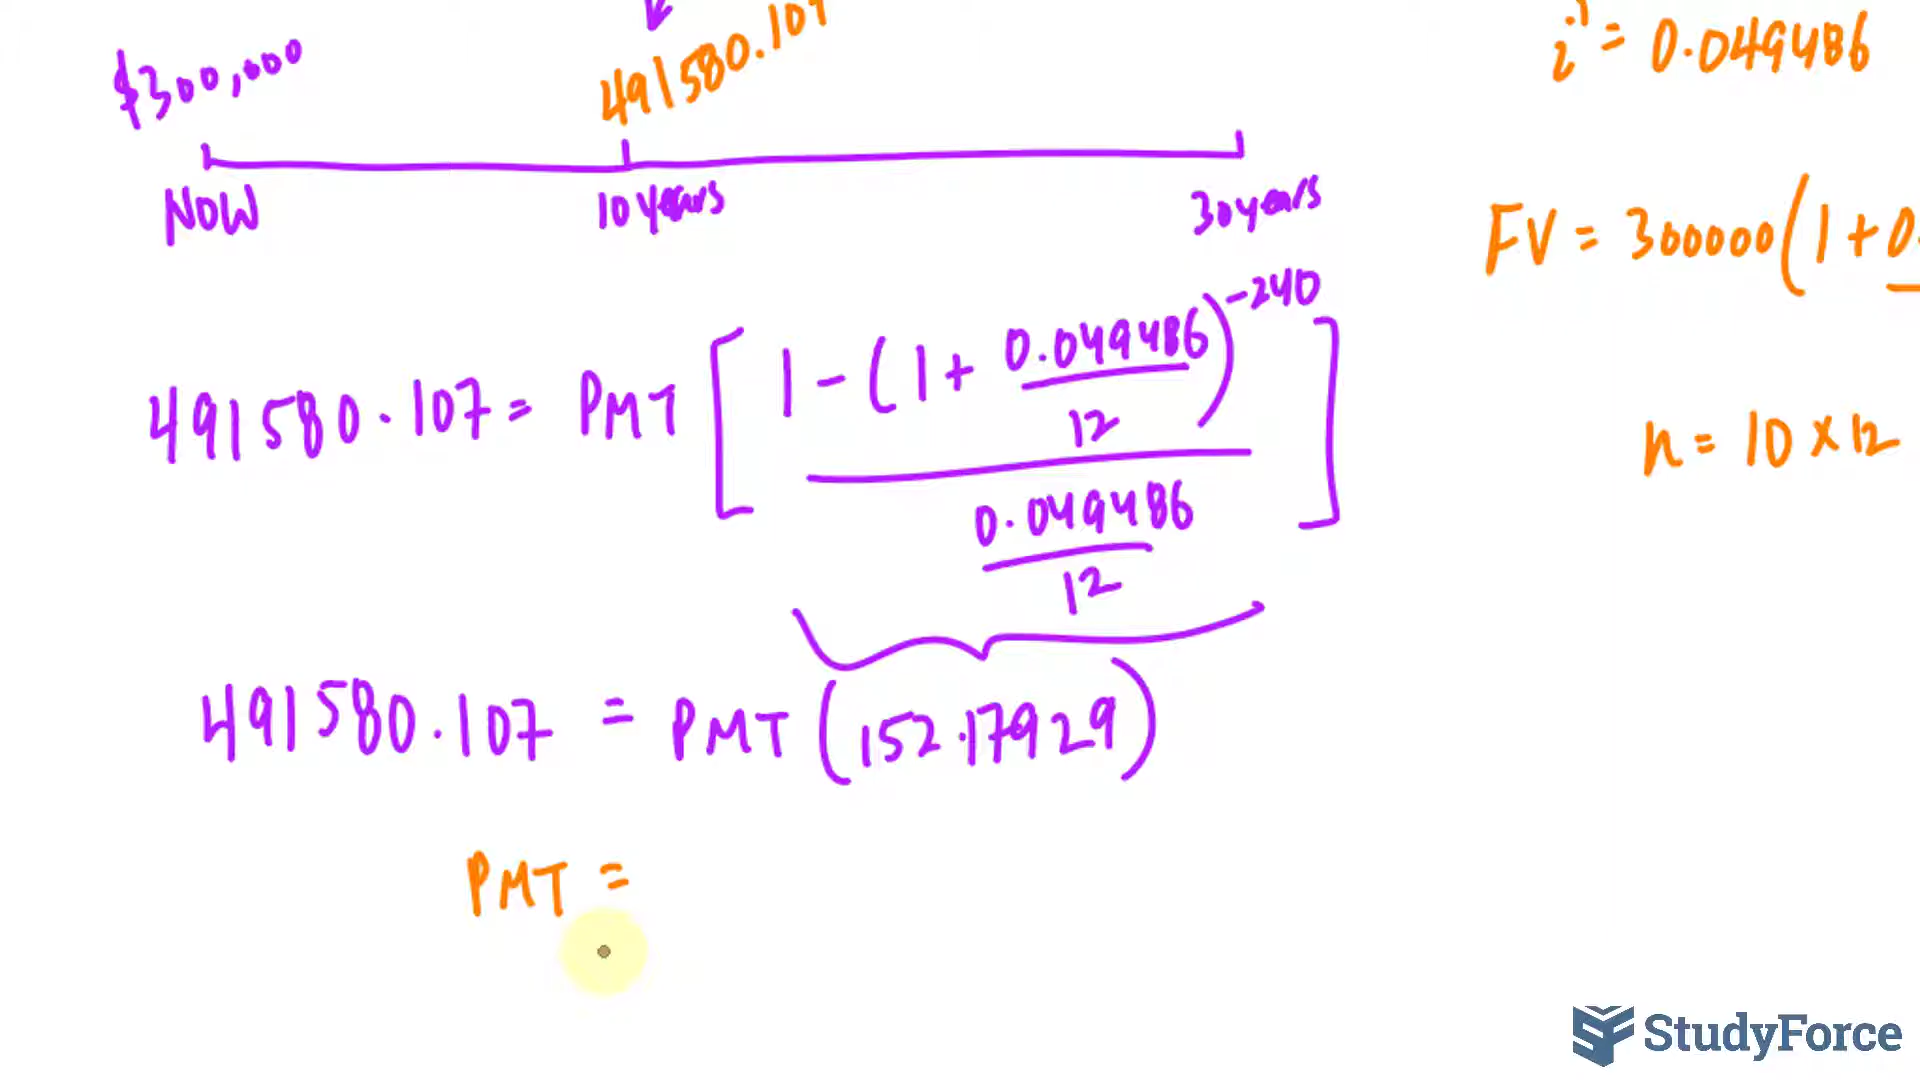 $300,000
491580.107
NOW
10 years
30 years
491580.107 = PMT [ 1 - (1 + 0.049486 / 12)^-240 / 0.049486 / 12 ]
491580.107 = PMT (152.17929)
PMT =
i = 0.049486
FV = 300000(1 + 0.
n = 10 × 12
StudyForce